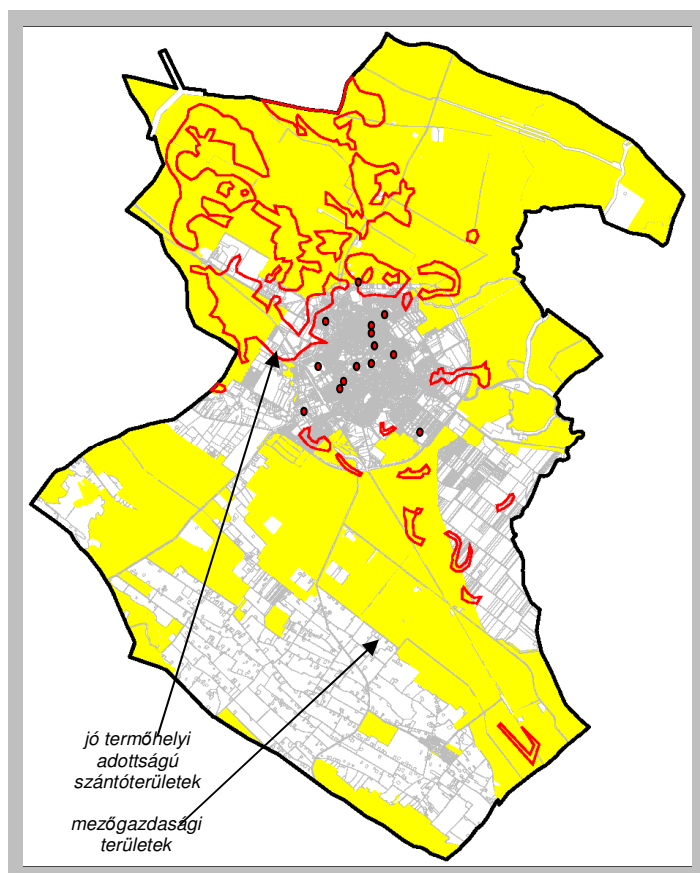 jó termőhelyi
adottságú
szántóterületek
mezőgazdasági
területek